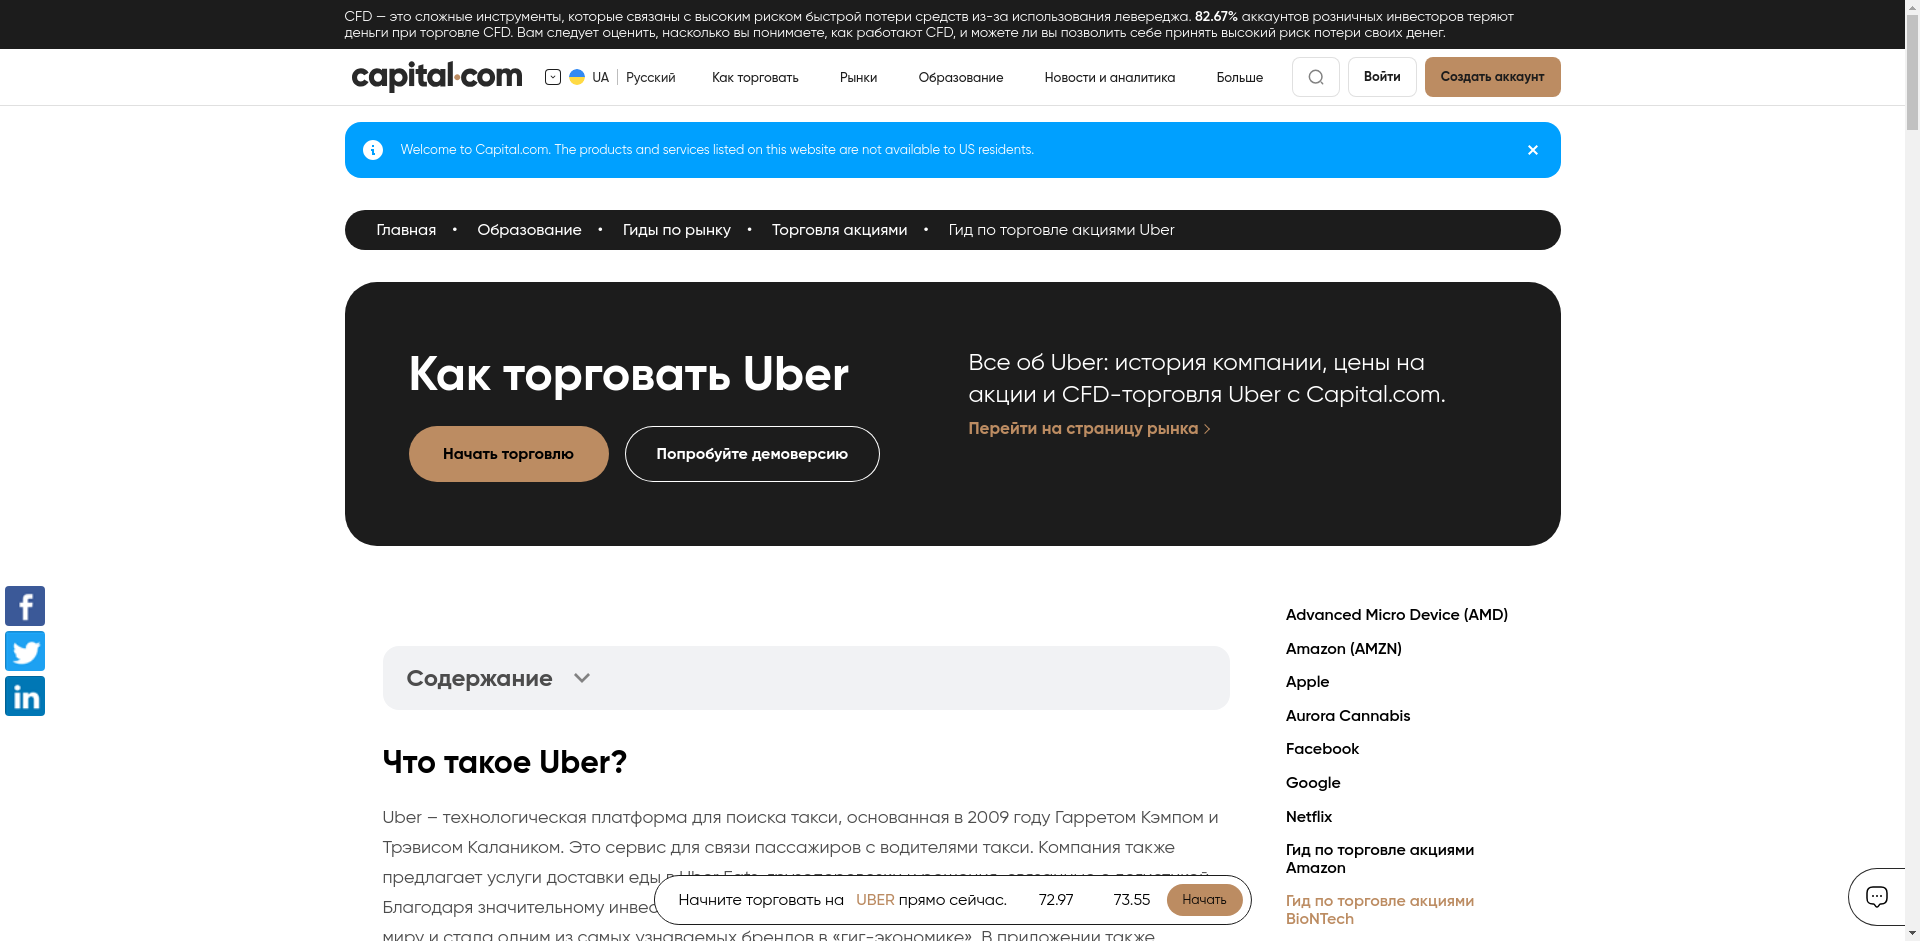 CFD — это сложные инструменты, которые связаны с высоким риском быстрой потери средств из-за использования левереджа. 82.67% аккаунтов розничных инвесторов теряют
деньги при торговле CFD. Вам следует оценить, насколько вы понимаете, как работают CFD, и можете ли вы позволить себе принять высокий риск потери своих денег.
capital.com UA Русский Как торговать Рынки Образование Новости и аналитика Больше Войти Создать аккаунт
Welcome to Capital.com. The products and services listed on this website are not available to US residents.
Главная • Образование • Гиды по рынку • Торговля акциями • Гид по торговле акциями Uber
Как торговать Uber
Начать торговлю Попробуйте демоверсию
Все об Uber: история компании, цены на
акции и CFD-торговля Uber с Capital.com.
Перейти на страницу рынка
Содержание
Что такое Uber?
Uber – технологическая платформа для поиска такси, основанная в 2009 году Гарретом Кэмпом и
Трэвисом Калаником. Это сервис для связи пассажиров с водителями такси. Компания также
предлагает услуги доставки еды
Благодаря значительному
миру и стала одним из самых узнаваемых брендов в «гиг-экономике». В приложении также
Начните торговать на UBER прямо сейчас. 72.97 73.55 Начать
Advanced Micro Device (AMD)
Amazon (AMZN)
Apple
Aurora Cannabis
Facebook
Google
Netflix
Гид по торговле акциями
Amazon
Гид по торговле акциями
BioNTech